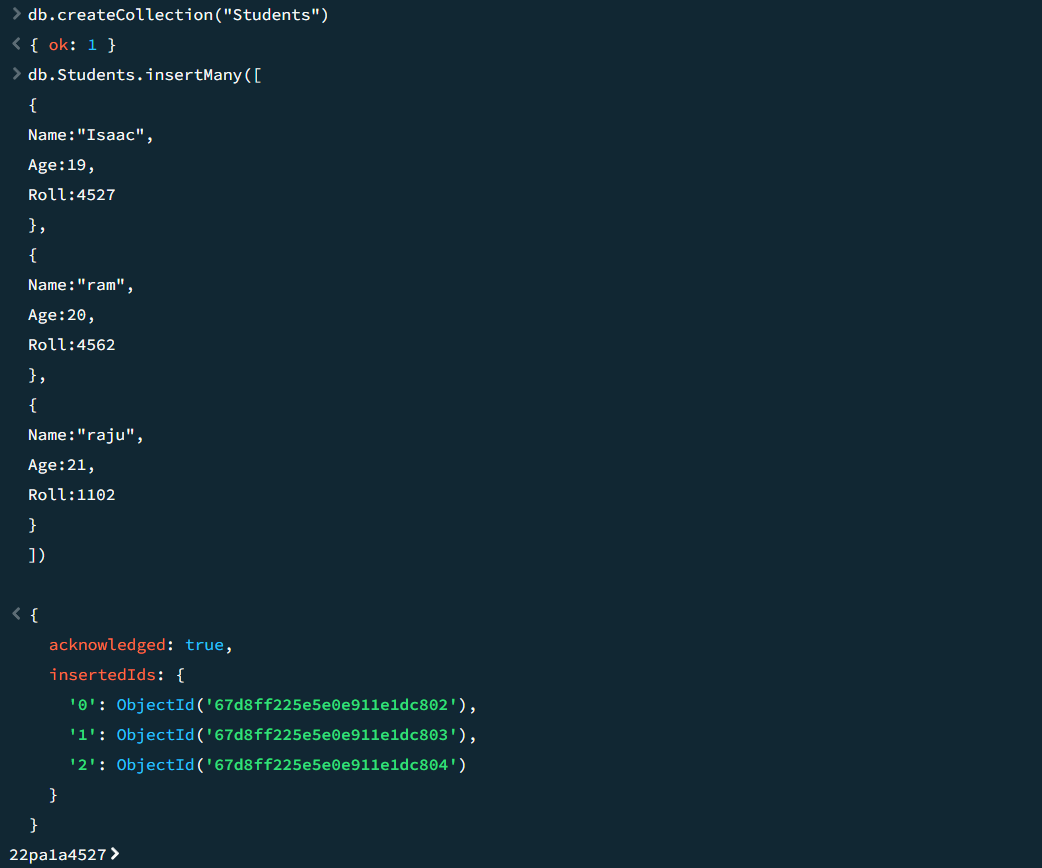 > db.createCollection("Students")
< { ok: 1 }
> db.Students.insertMany([
{
Name:"Isaac",
Age:19,
Roll:4527
},
{
Name:"ram",
Age:20,
Roll:4562
},
{
Name:"raju",
Age:21,
Roll:1102
}
])
< {
acknowledged: true,
insertedIds: {
'0': ObjectId('67d8ff225e5e0e911e1dc802'),
'1': ObjectId('67d8ff225e5e0e911e1dc803'),
'2': ObjectId('67d8ff225e5e0e911e1dc804')
}
}
22pa1a4527>